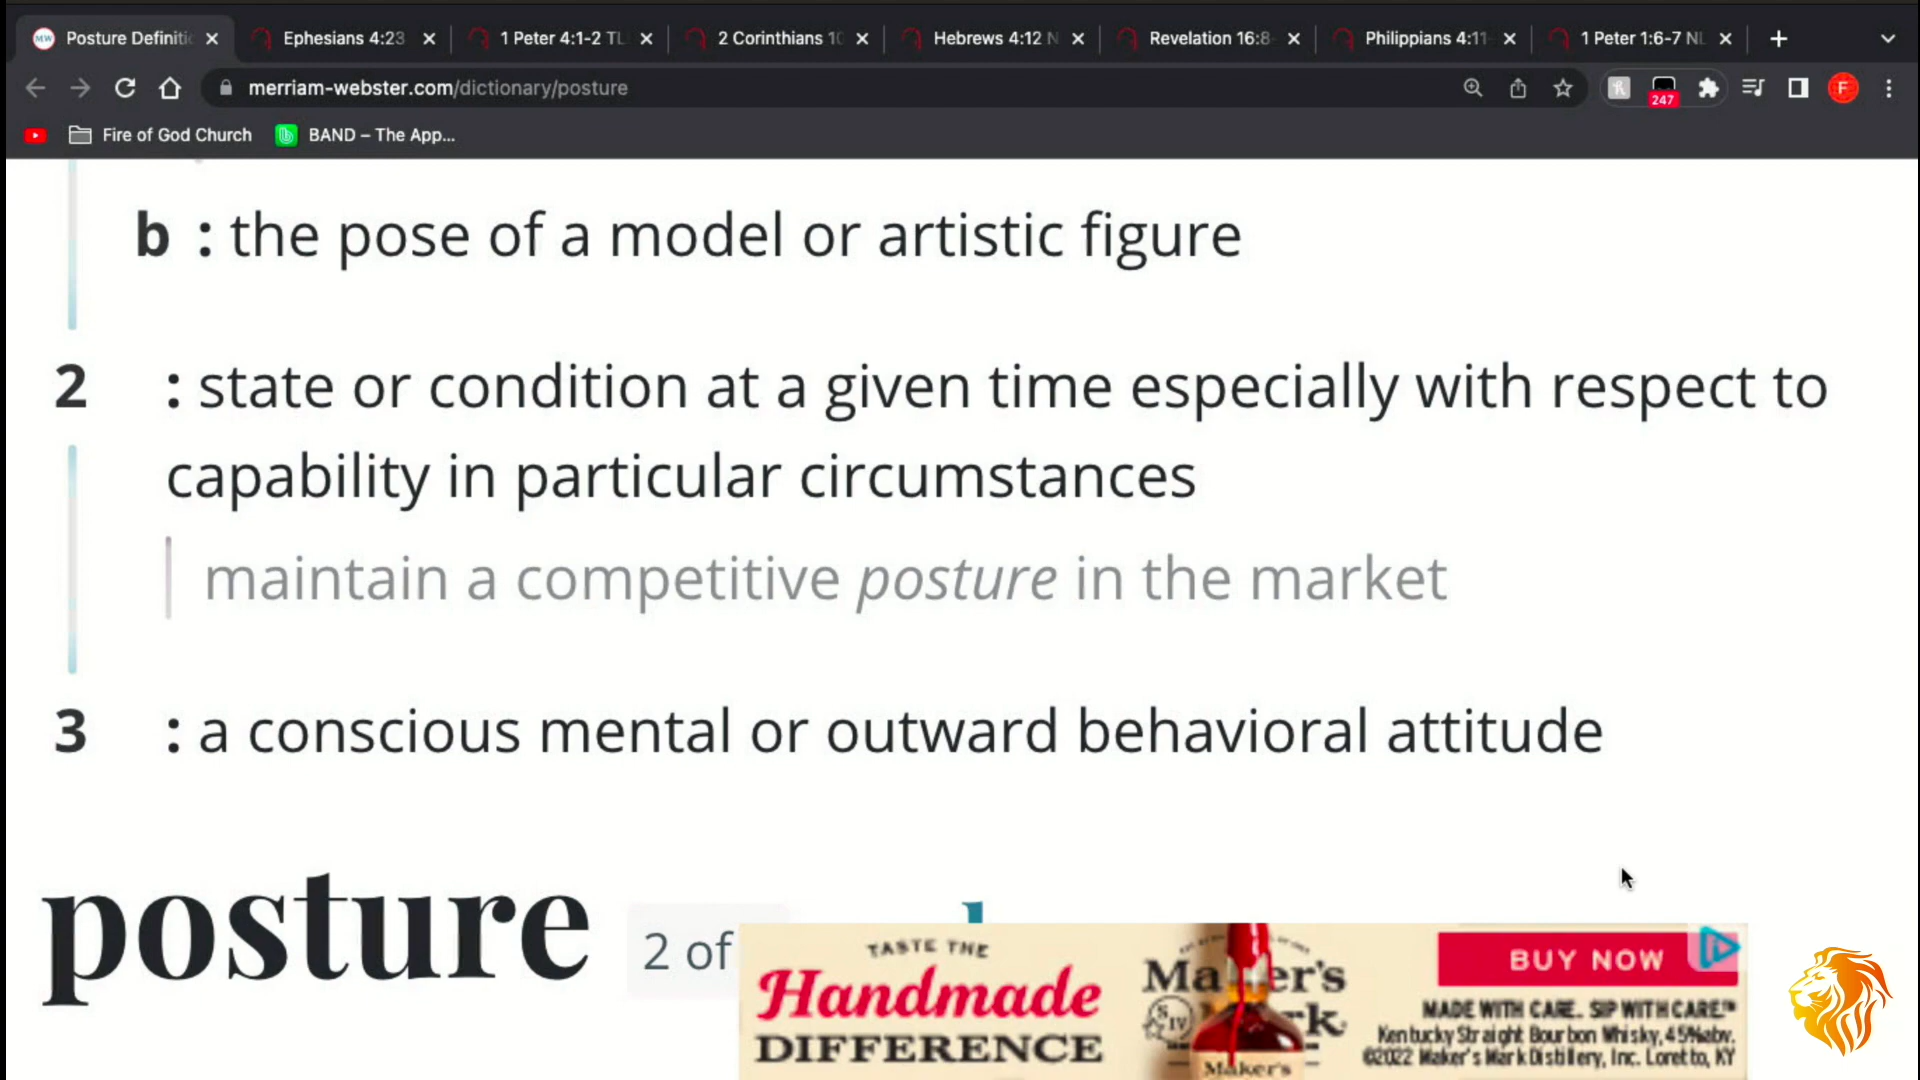 Posture Definiti
Ephesians 4:23
1 Peter 4:1-2 TL
2 Corinthians 10
Hebrews 4:12 N
Revelation 16:8
Philippians 4:11
1 Peter 1:6-7 NL
merriam-webster.com/dictionary/posture
247
F
Fire of God Church
BAND – The App...
b : the pose of a model or artistic figure
2 : state or condition at a given time especially with respect to
capability in particular circumstances
maintain a competitive posture in the market
3 : a conscious mental or outward behavioral attitude
posture 2 of
TASTE THE
Handmade
DIFFERENCE
SIV
Maker's
BUY NOW
MADE WITH CARE. SIP WITH CARE.™
Kentucky Straight Bourbon Whisky, 45%abv.
©2022 Maker's Mark Distillery, Inc. Loretto, KY